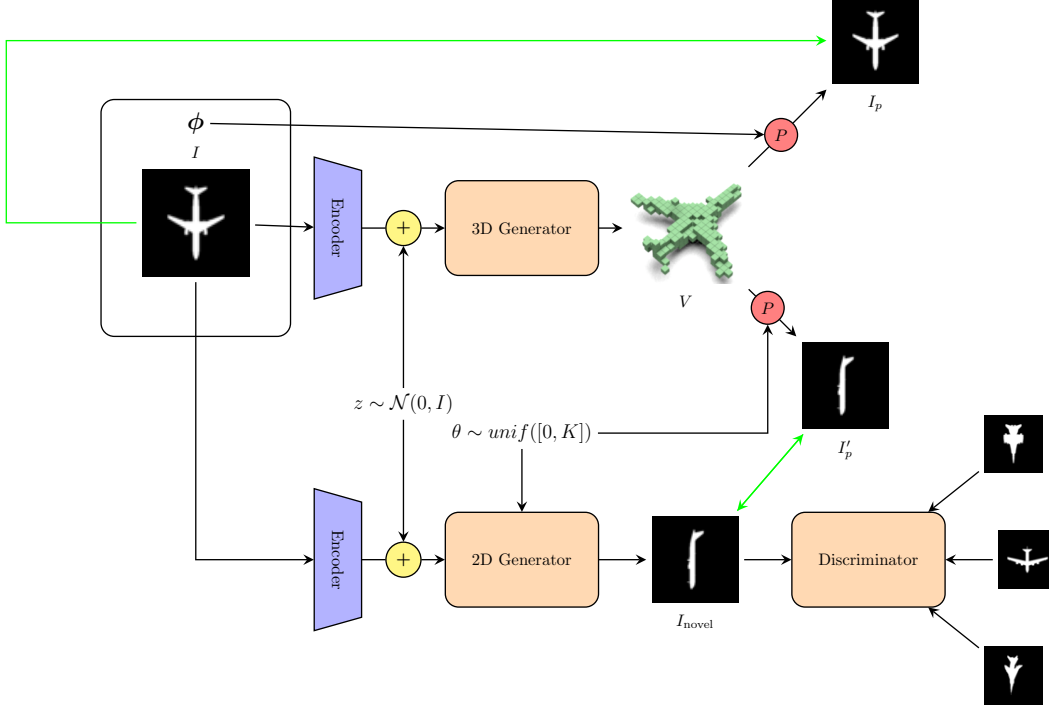 I_p
ϕ
P
I
Encoder
+
3D Generator
V
P
z ∼ 𝒩(0, I)
θ ∼ unif([0, K])
I′_p
Encoder
+
2D Generator
Discriminator
I_novel